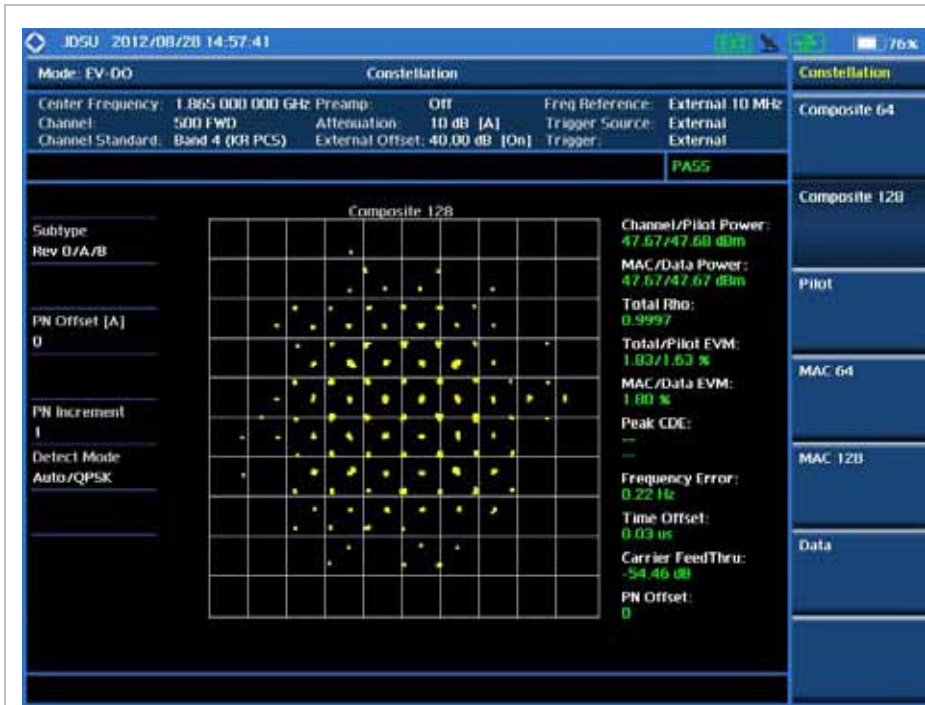 JDSU 2012/08/28 14:57:41
EXT
76%
Mode: EV-DO
Constellation
Constellation
Center Frequency: 1.865 000 000 GHz Preamp: Off Freq Reference: External 10 MHz
Channel: 500 FWD Attenuation: 10 dB [A] Trigger Source: External
Channel Standard: Band 4 (KR PCS) External Offset: 40.00 dB [On] Trigger: External
PASS
Composite 128
Subtype
Rev 0/A/B
PN Offset [A]
0
PN Increment
1
Detect Mode
Auto/QPSK
Channel/Pilot Power:
47.67/47.68 dBm
MAC/Data Power:
47.67/47.67 dBm
Total Rho:
0.9997
Total/Pilot EVM:
1.83/1.63 %
MAC/Data EVM:
1.80 %
Peak CDE:
--
--
Frequency Error:
0.22 Hz
Time Offset:
0.03 us
Carrier FeedThru:
-54.46 dB
PN Offset:
0
Composite 64
Composite 128
Pilot
MAC 64
MAC 128
Data